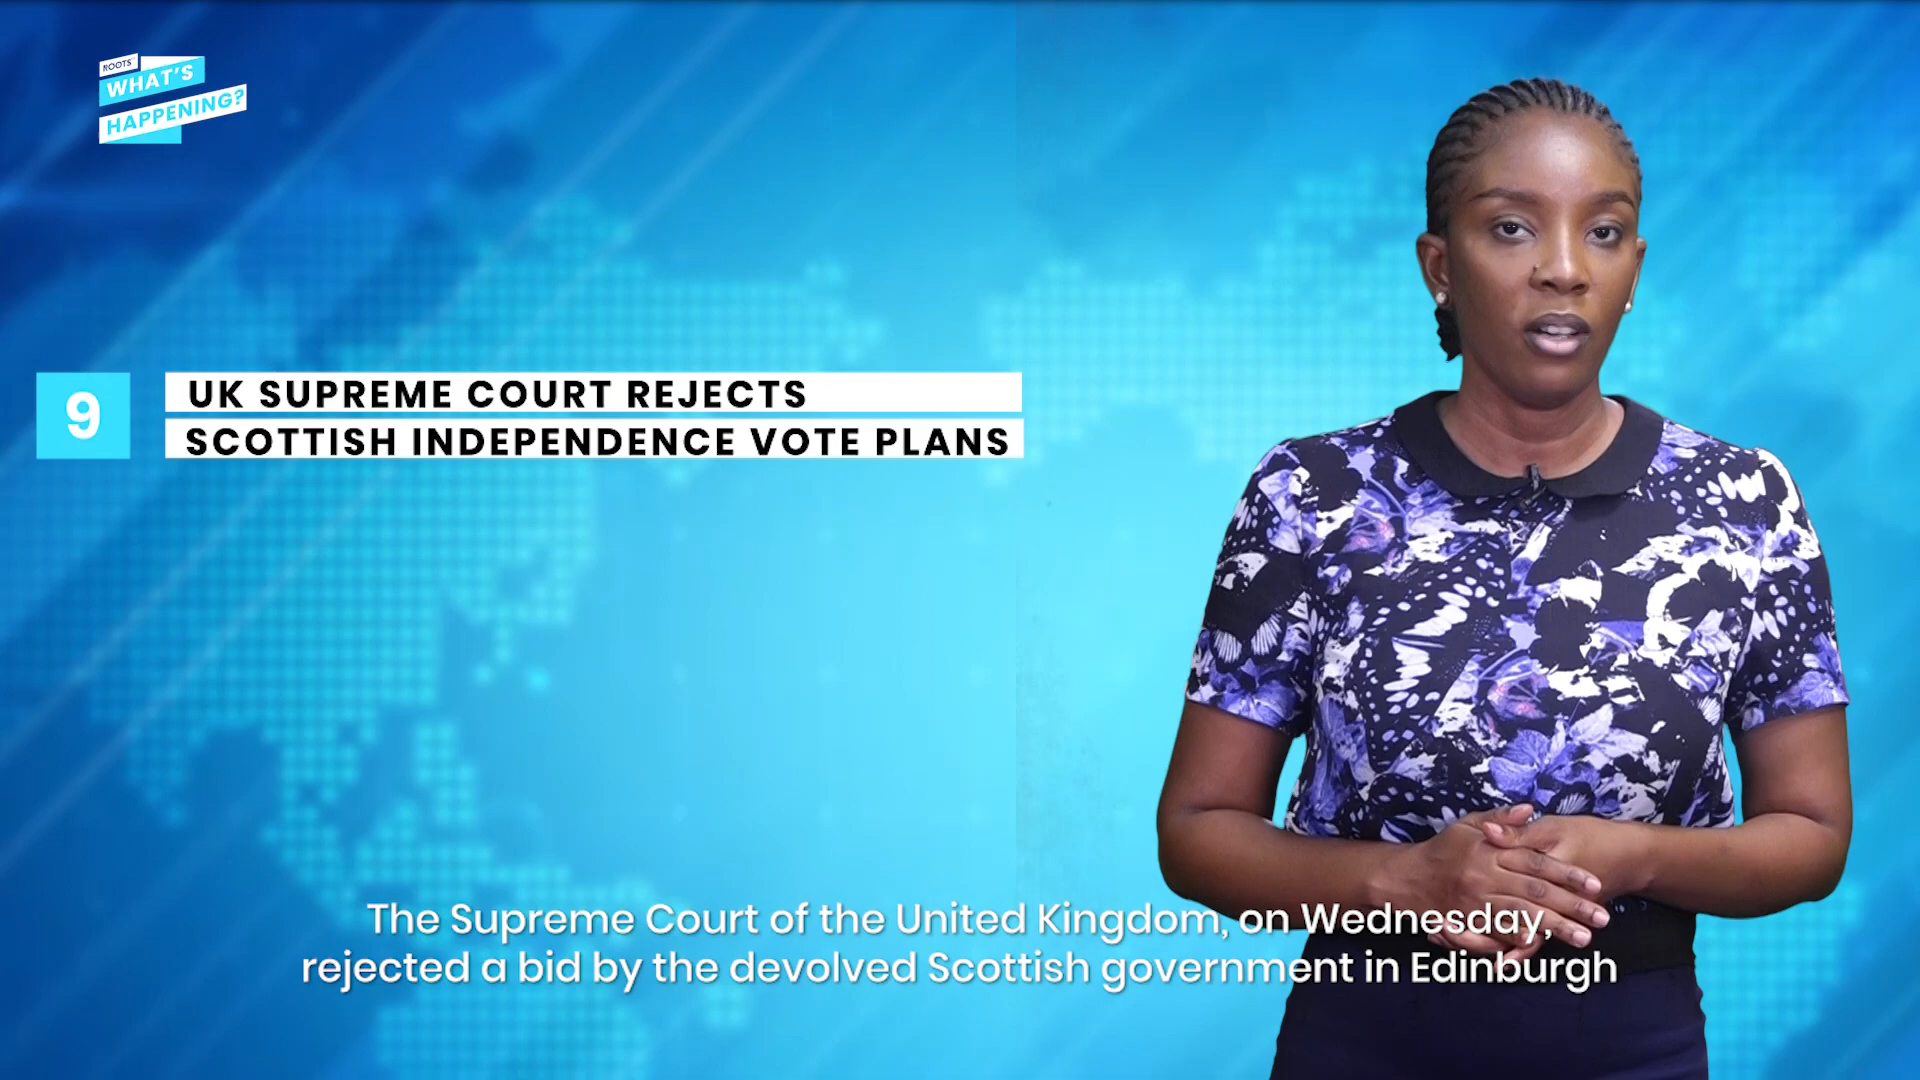 ROOTS
WHAT'S
HAPPENING?
9
UK SUPREME COURT REJECTS
SCOTTISH INDEPENDENCE VOTE PLANS
The Supreme Court of the United Kingdom, on Wednesday,
rejected a bid by the devolved Scottish government in Edinburgh